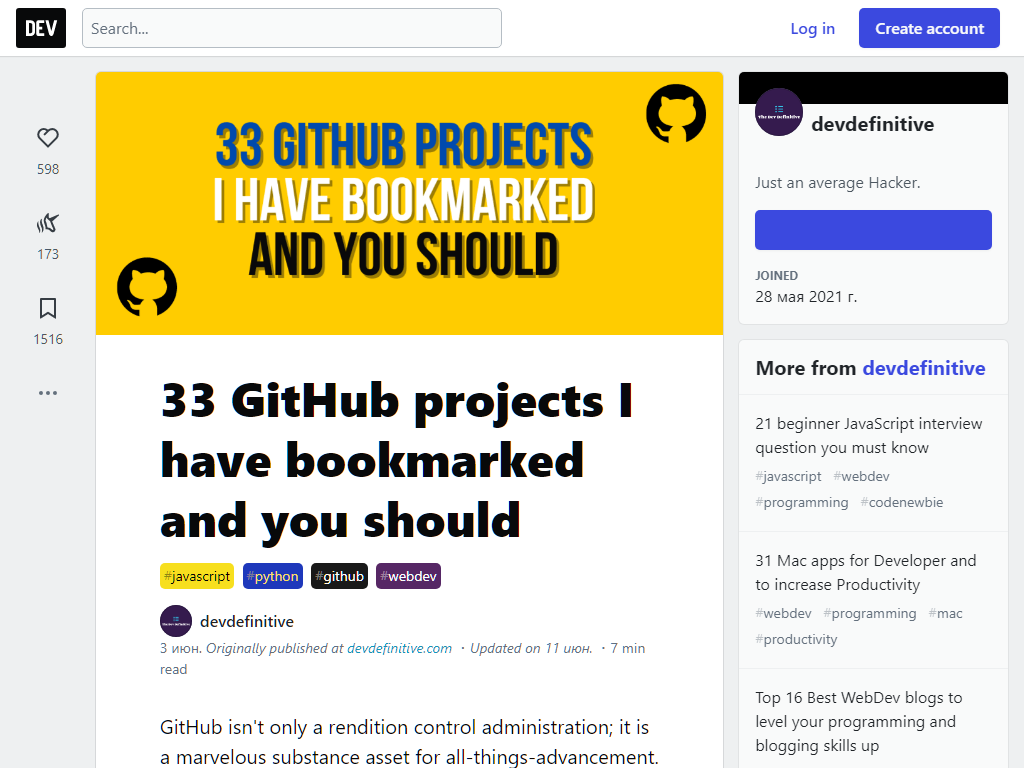 DEV
Search...
Log in
Create account
598
173
1516
33 GITHUB PROJECTS
I HAVE BOOKMARKED
AND YOU SHOULD
33 GitHub projects I
have bookmarked
and you should
#javascript #python #github #webdev
devdefinitive
3 июн. Originally published at devdefinitive.com ・Updated on 11 июн. ・7 min
read
GitHub isn't only a rendition control administration; it is
a marvelous substance asset for all-things-advancement.
The Dev Definitive
devdefinitive
Just an average Hacker.
JOINED
28 мая 2021 г.
More from devdefinitive
21 beginner JavaScript interview
question you must know
#javascript #webdev
#programming #codenewbie
31 Mac apps for Developer and
to increase Productivity
#webdev #programming #mac
#productivity
Top 16 Best WebDev blogs to
level your programming and
blogging skills up